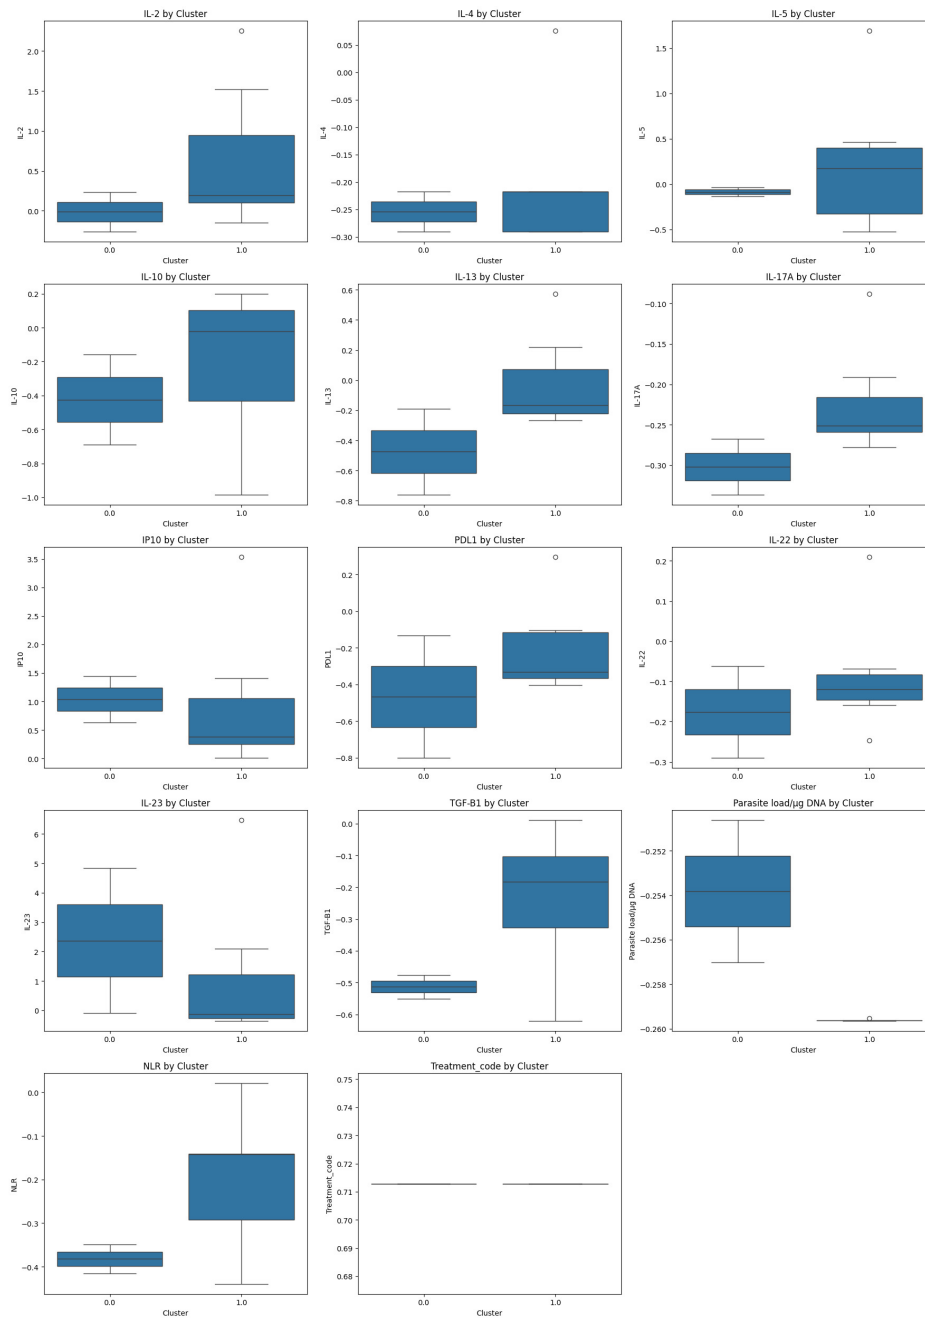 IL-2 by Cluster
IL-2
2.0
1.5
1.0
0.5
0.0
0.0
1.0
Cluster
IL-4 by Cluster
IL-4
0.05
0.00
−0.05
−0.10
−0.15
−0.20
−0.25
−0.30
0.0
1.0
Cluster
IL-5 by Cluster
IL-5
1.5
1.0
0.5
0.0
−0.5
0.0
1.0
Cluster
IL-10 by Cluster
IL-10
0.2
0.0
−0.2
−0.4
−0.6
−0.8
−1.0
0.0
1.0
Cluster
IL-13 by Cluster
IL-13
0.6
0.4
0.2
0.0
−0.2
−0.4
−0.6
−0.8
0.0
1.0
Cluster
IL-17A by Cluster
IL-17A
−0.10
−0.15
−0.20
−0.25
−0.30
0.0
1.0
Cluster
IP10 by Cluster
IP10
3.5
3.0
2.5
2.0
1.5
1.0
0.5
0.0
0.0
1.0
Cluster
PDL1 by Cluster
PDL1
0.2
0.0
−0.2
−0.4
−0.6
−0.8
0.0
1.0
Cluster
IL-22 by Cluster
IL-22
0.2
0.1
0.0
−0.1
−0.2
−0.3
0.0
1.0
Cluster
IL-23 by Cluster
IL-23
6
5
4
3
2
1
0
0.0
1.0
Cluster
TGF-B1 by Cluster
TGF-B1
0.0
−0.1
−0.2
−0.3
−0.4
−0.5
−0.6
0.0
1.0
Cluster
Parasite load/µg DNA by Cluster
Parasite load/µg DNA
−0.252
−0.254
−0.256
−0.258
−0.260
0.0
1.0
Cluster
NLR by Cluster
NLR
0.0
−0.1
−0.2
−0.3
−0.4
0.0
1.0
Cluster
Treatment_code by Cluster
Treatment_code
0.75
0.74
0.73
0.72
0.71
0.70
0.69
0.68
0.0
1.0
Cluster